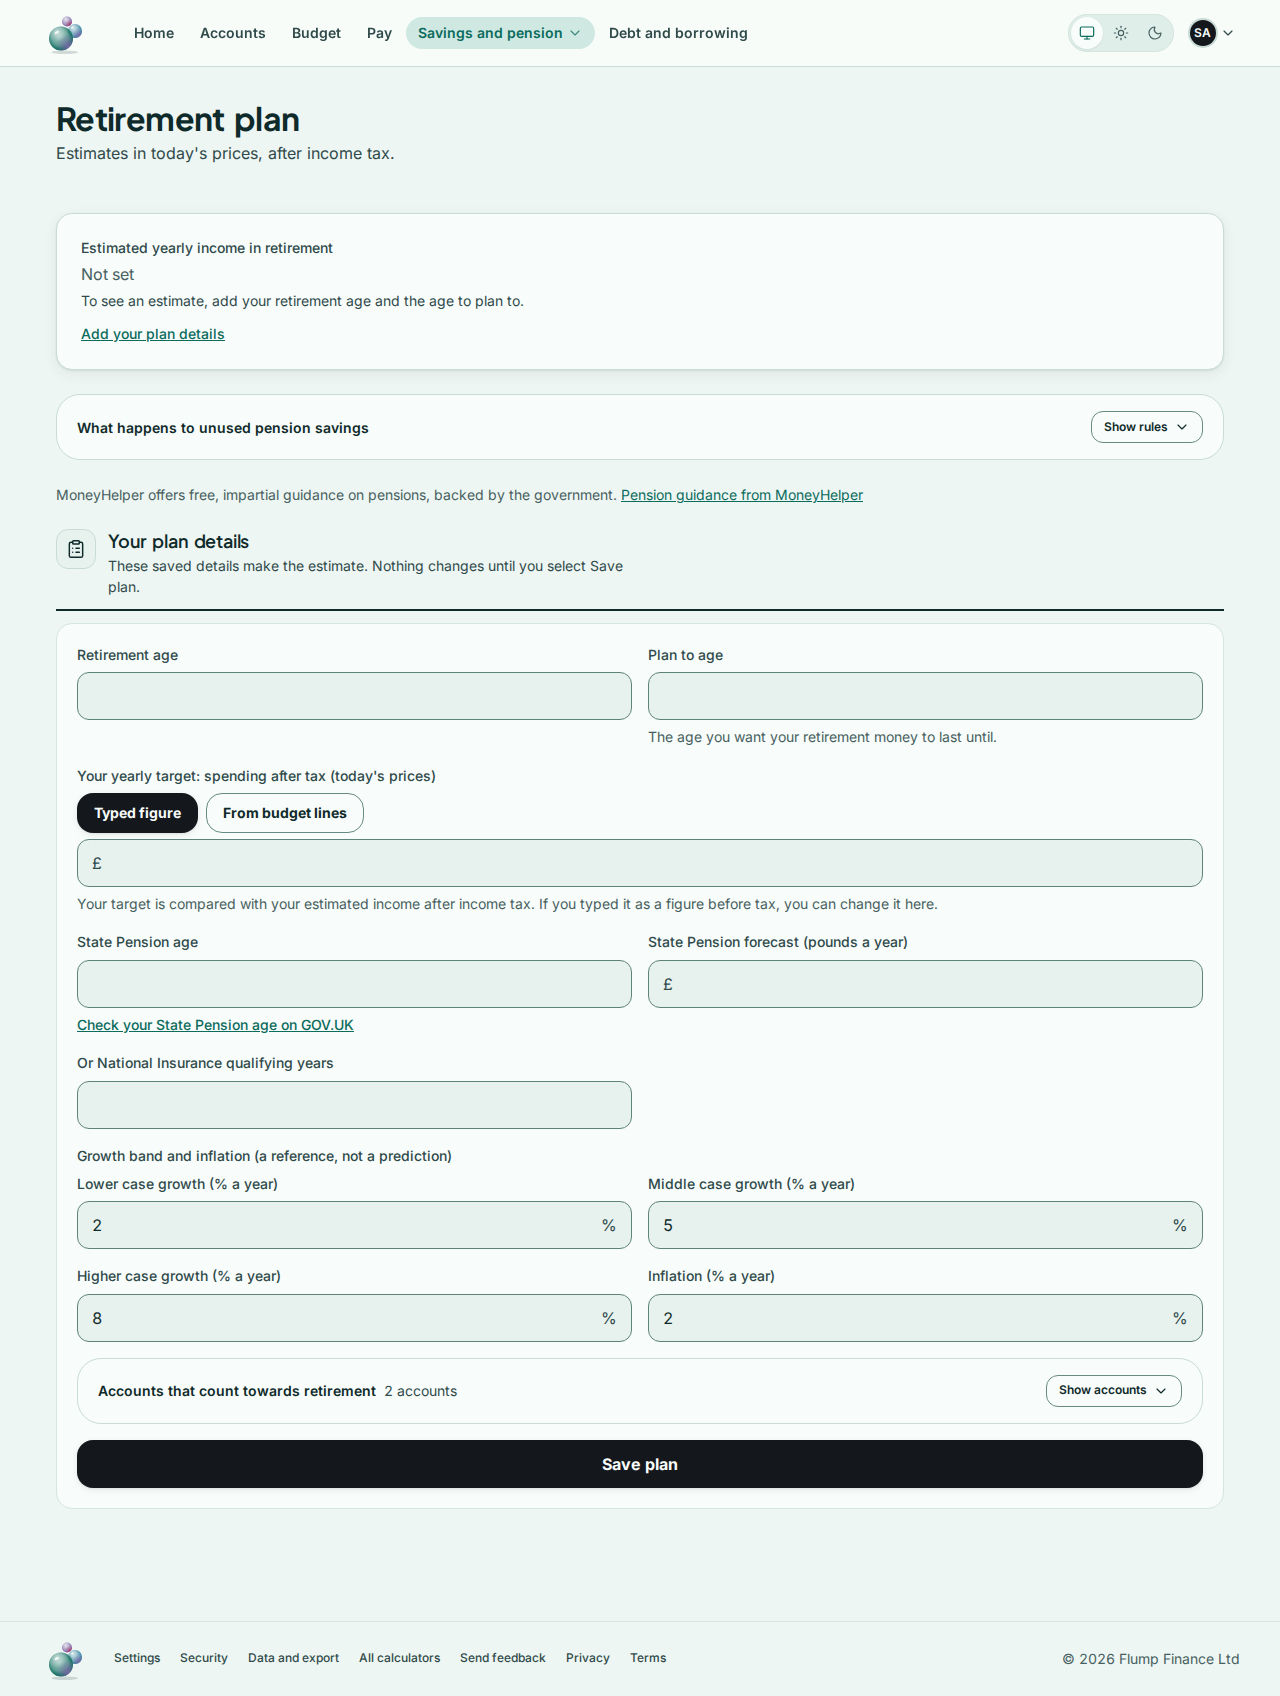 Home
Accounts
Budget
Pay
Savings and pension
Debt and borrowing
SA
Retirement plan
Estimates in today's prices, after income tax.
Estimated yearly income in retirement
Not set
To see an estimate, add your retirement age and the age to plan to.
Add your plan details
What happens to unused pension savings
Show rules
MoneyHelper offers free, impartial guidance on pensions, backed by the government. Pension guidance from MoneyHelper
Your plan details
These saved details make the estimate. Nothing changes until you select Save
plan.
Retirement age
Plan to age
The age you want your retirement money to last until.
Your yearly target: spending after tax (today's prices)
Typed figure
From budget lines
£
Your target is compared with your estimated income after income tax. If you typed it as a figure before tax, you can change it here.
State Pension age
State Pension forecast (pounds a year)
£
Check your State Pension age on GOV.UK
Or National Insurance qualifying years
Growth band and inflation (a reference, not a prediction)
Lower case growth (% a year)
Middle case growth (% a year)
2 %
5 %
Higher case growth (% a year)
Inflation (% a year)
8 %
2 %
Accounts that count towards retirement 2 accounts
Show accounts
Save plan
Settings
Security
Data and export
All calculators
Send feedback
Privacy
Terms
© 2026 Flump Finance Ltd